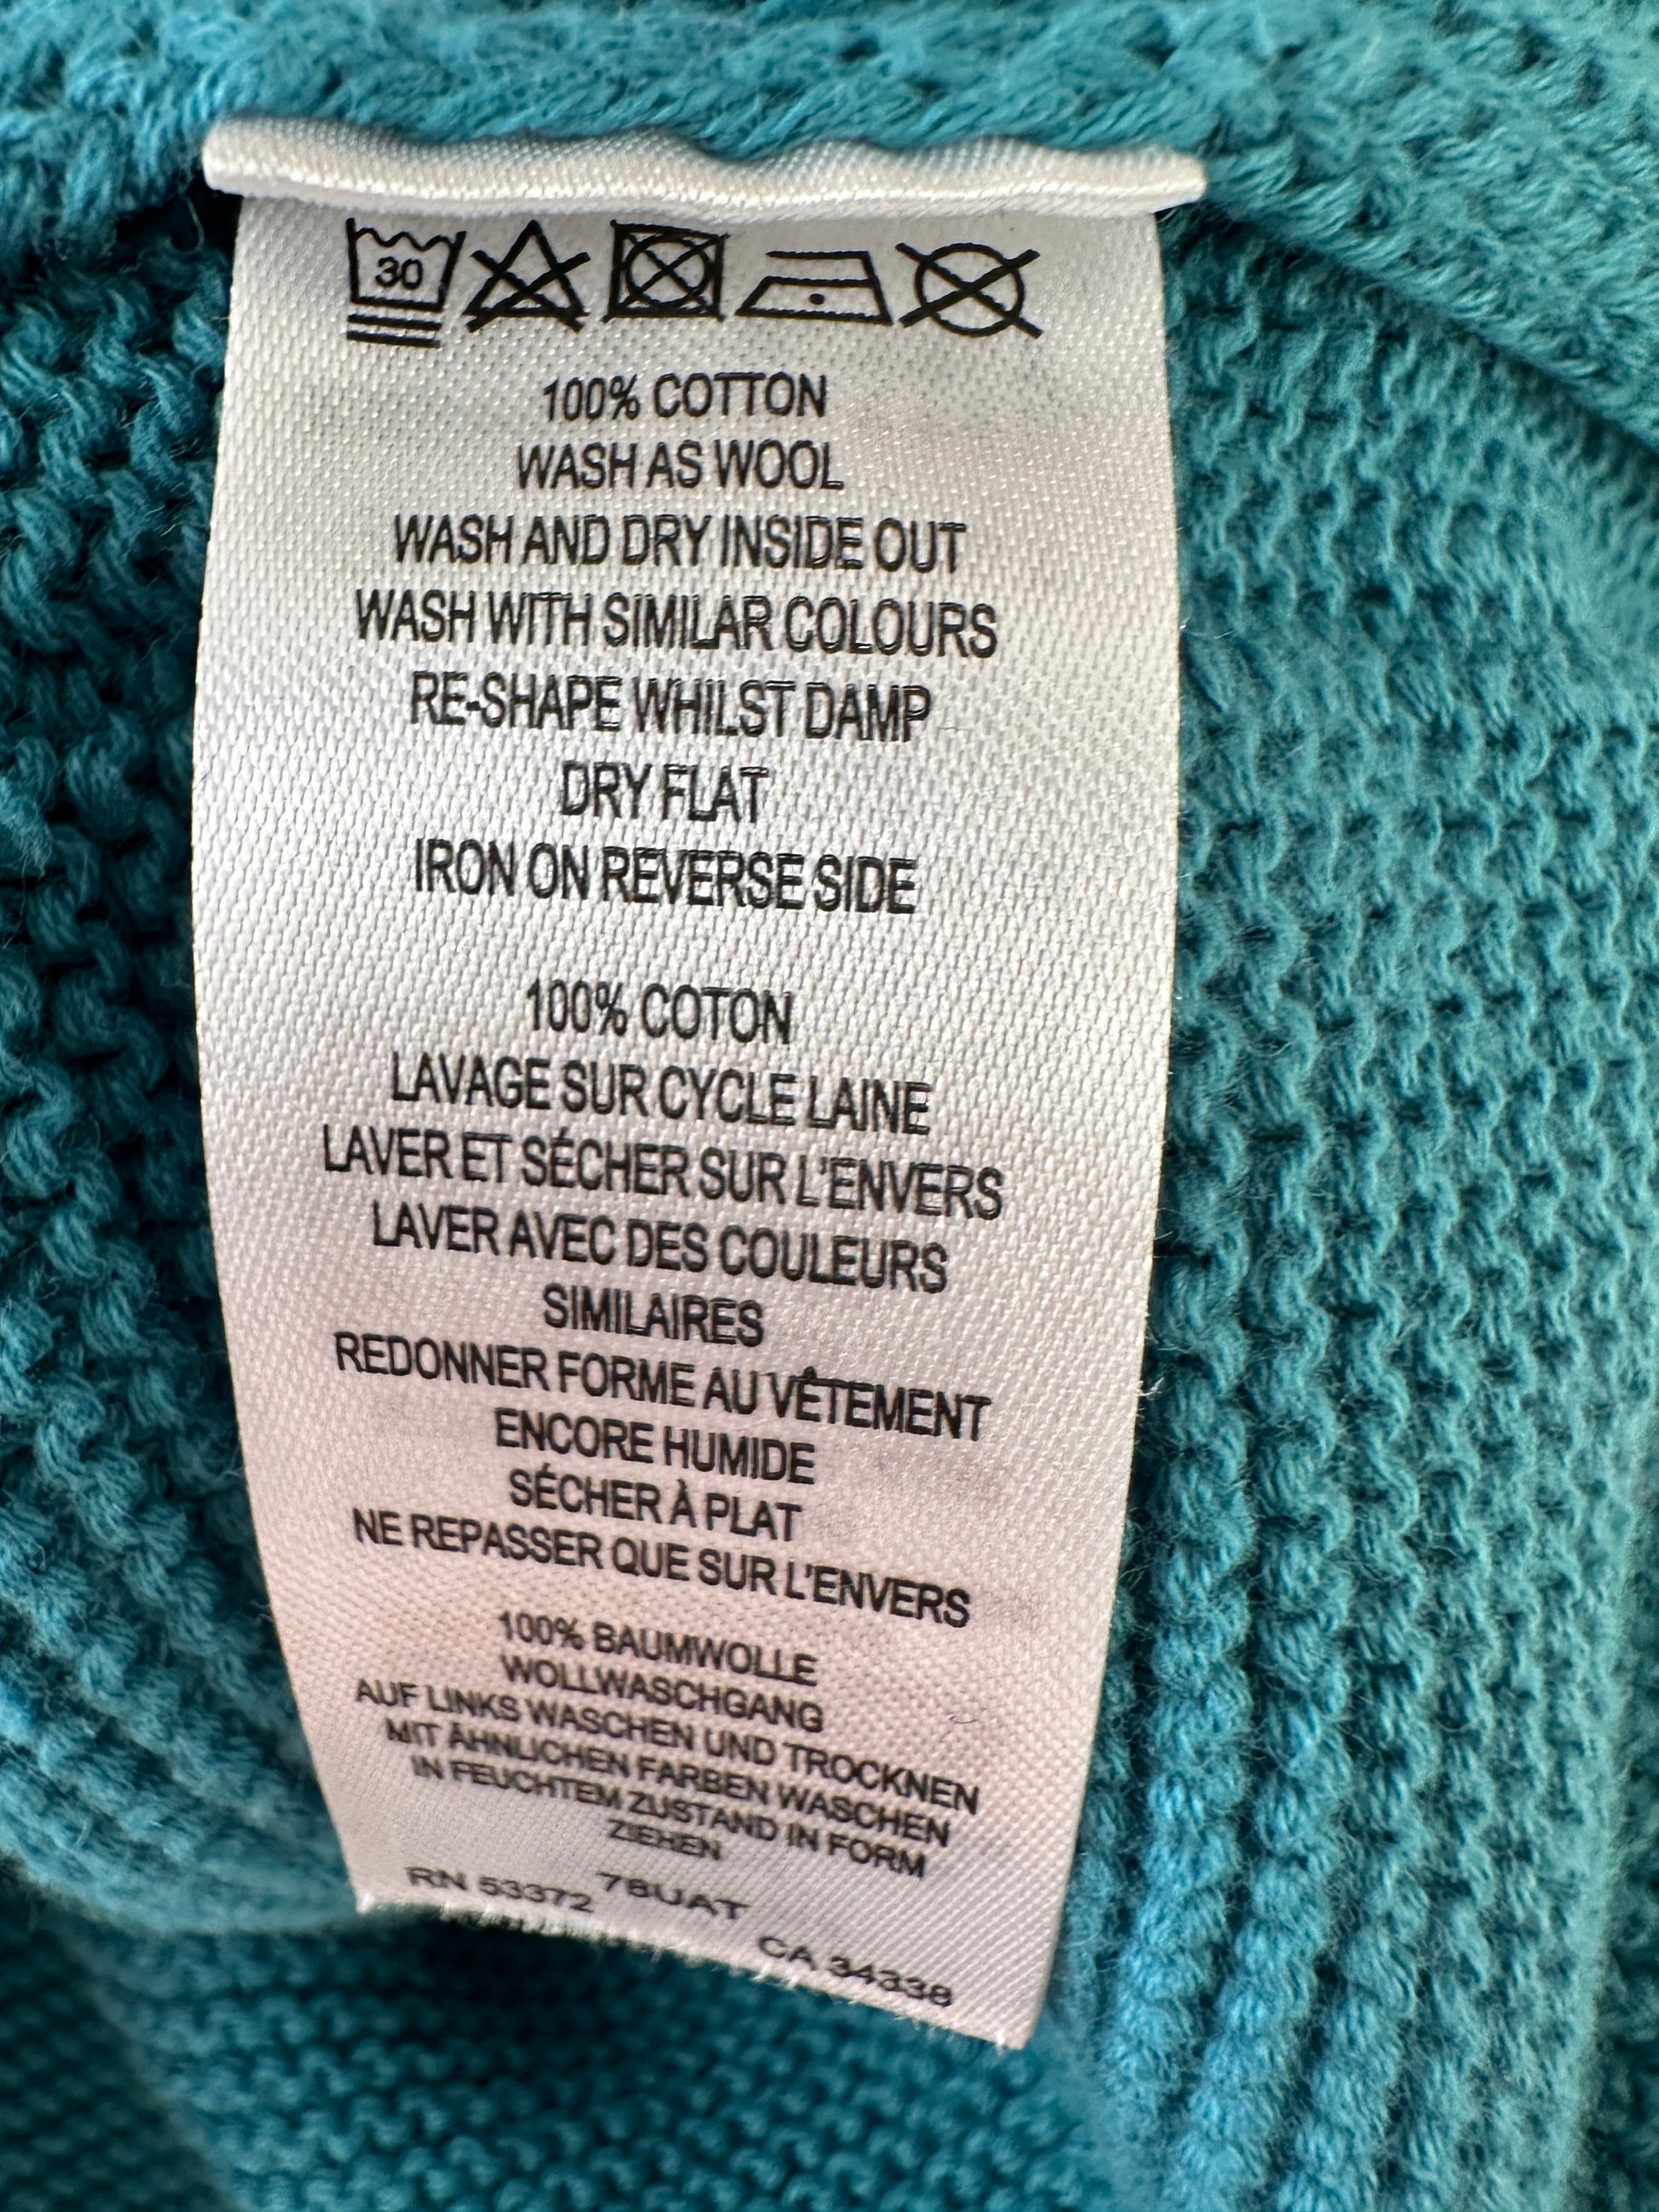 30
100% COTTON
WASH AS WOOL
WASH AND DRY INSIDE OUT
WASH WITH SIMILAR COLOURS
RE-SHAPE WHILST DAMP
DRY FLAT
IRON ON REVERSE SIDE
100% COTON
LAVAGE SUR CYCLE LAINE
LAVER ET SÉCHER SUR L'ENVERS
LAVER AVEC DES COULEURS
SIMILAIRES
REDONNER FORME AU VÊTEMENT
ENCORE HUMIDE
SÉCHER À PLAT
NE REPASSER QUE SUR L'ENVERS
100% BAUMWOLLE
WOLLWASCHGANG
AUF LINKS WASCHEN UND TROCKNEN
MIT ÄHNLICHEN FARBEN WASCHEN
IN FEUCHTEM ZUSTAND IN FORM
ZIEHEN
RN 53372 78UAT CA 34338